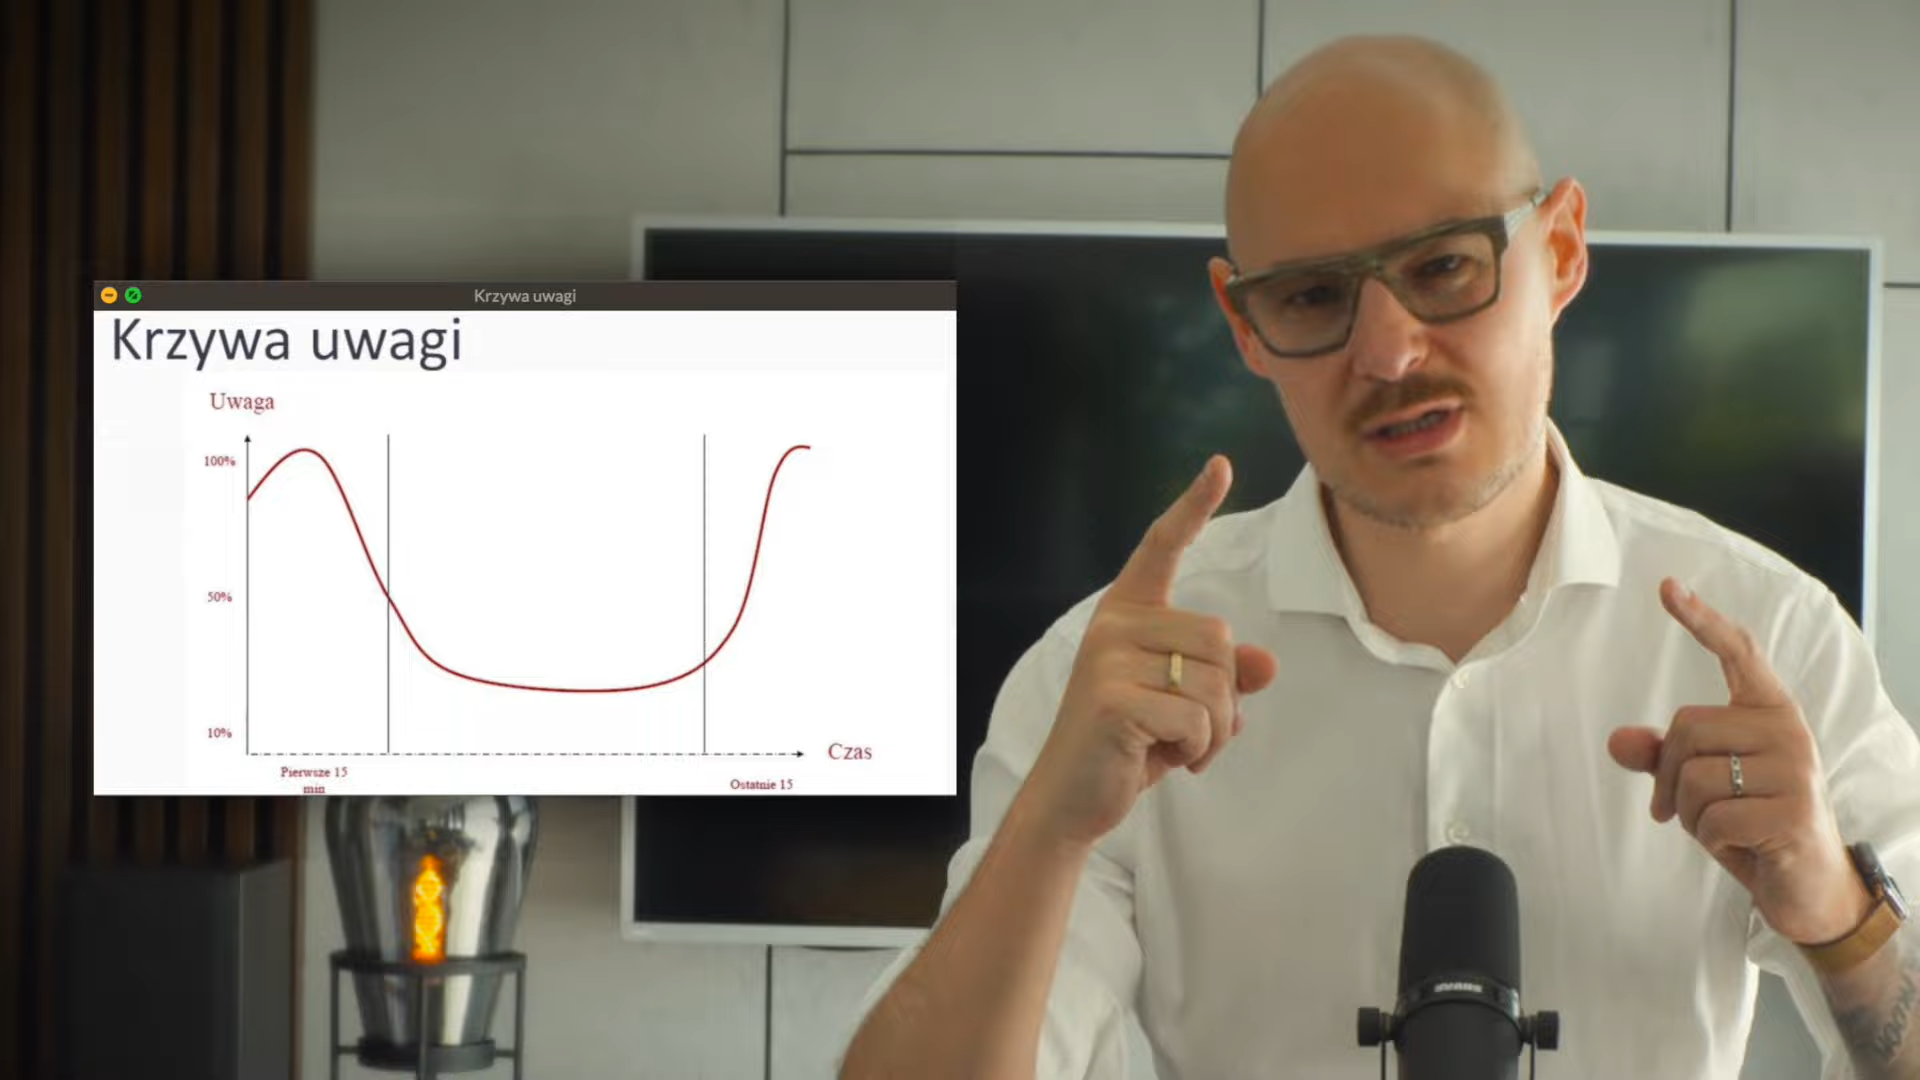 Krzywa uwagi
Krzywa uwagi
Uwaga
100%
50%
10%
Czas
Pierwsze 15
min
Ostatnie 15